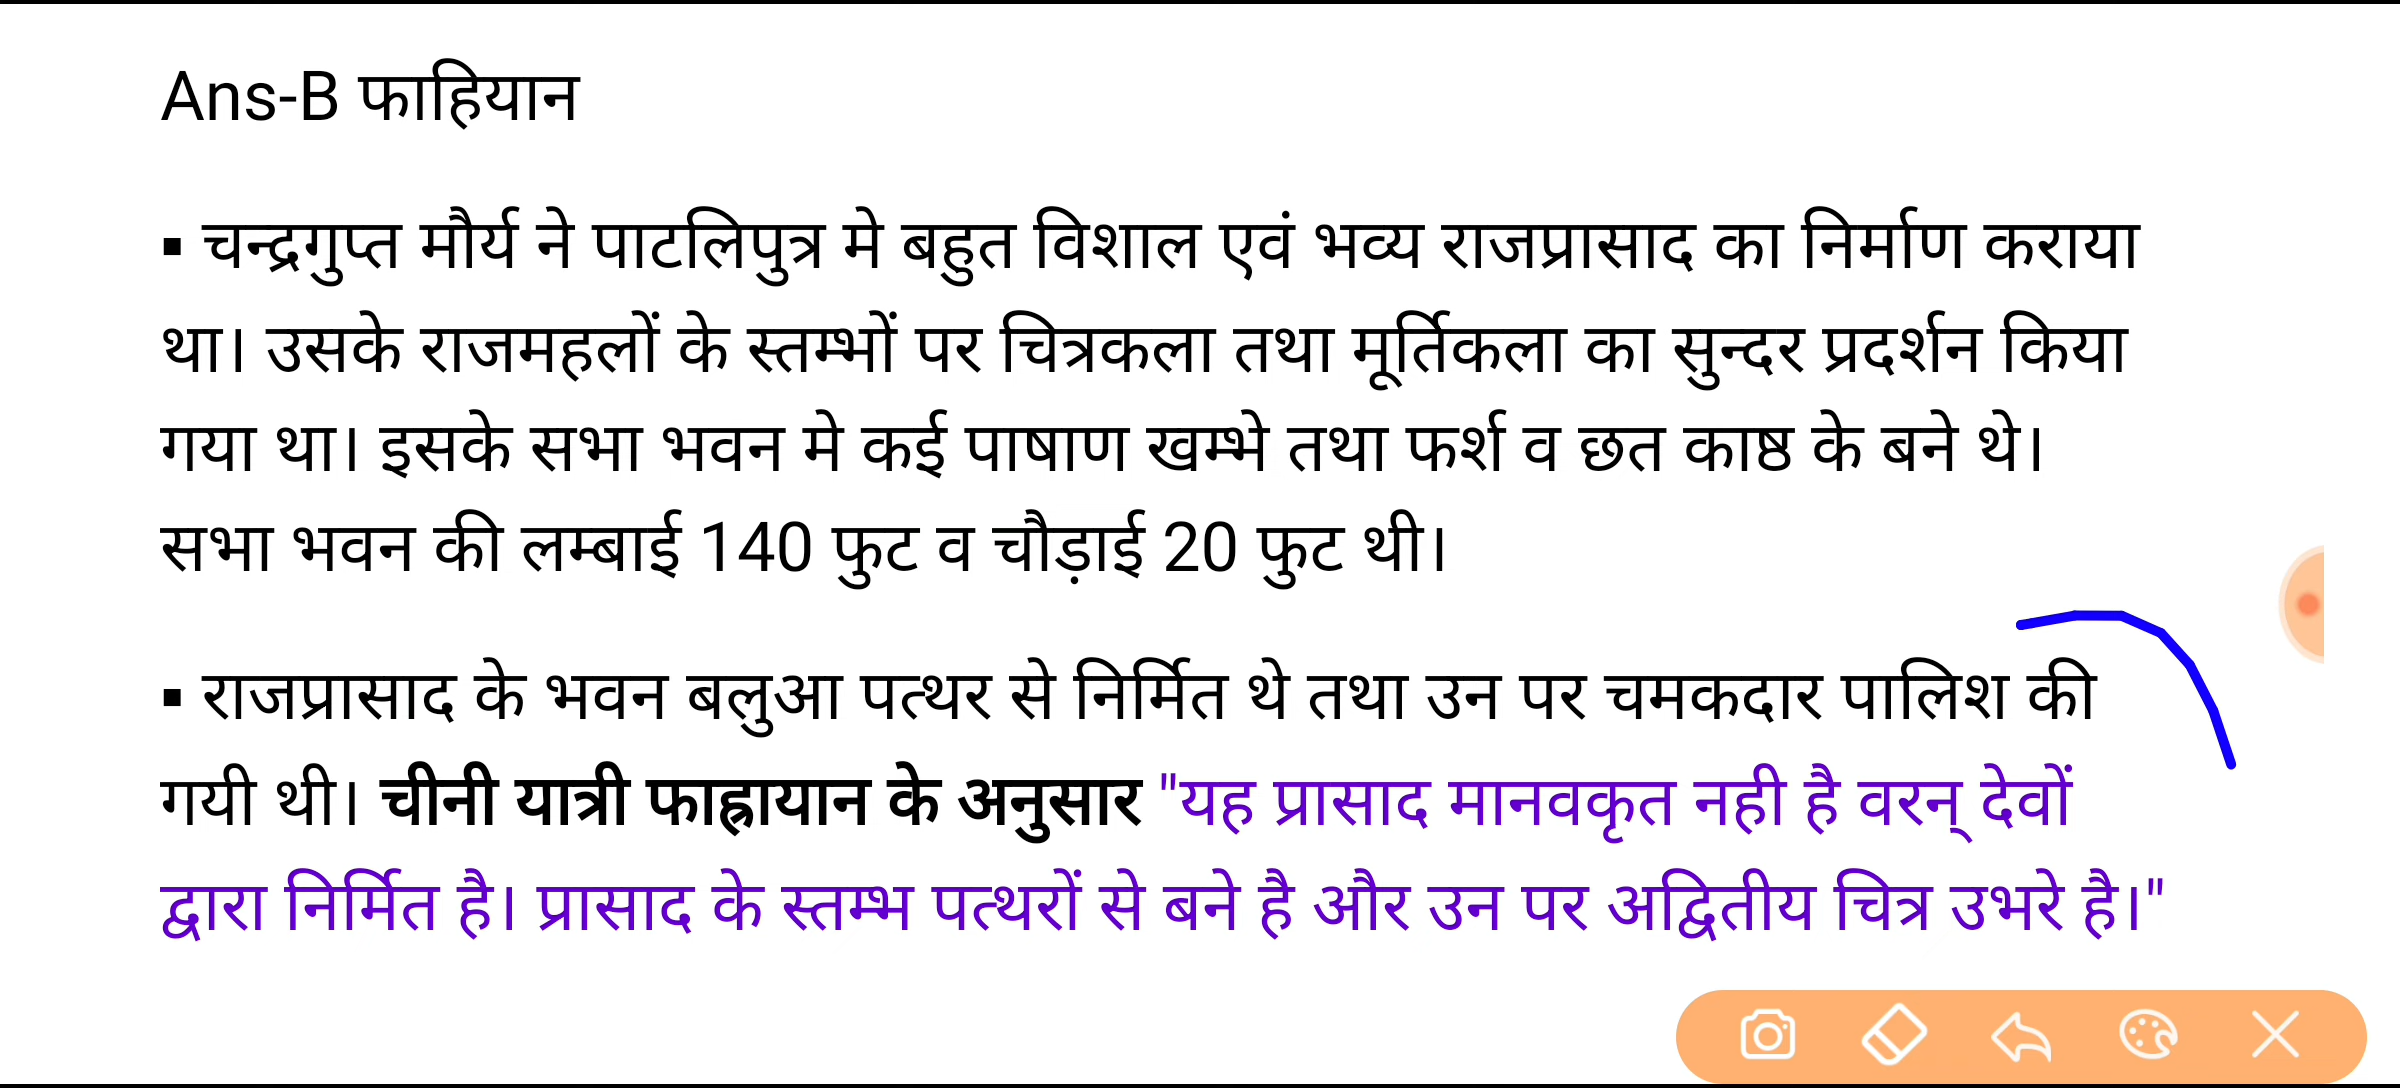 Ans-B फाहियान
▪ चन्द्रगुप्त मौर्य ने पाटलिपुत्र मे बहुत विशाल एवं भव्य राजप्रासाद का निर्माण कराया
था। उसके राजमहलों के स्तम्भों पर चित्रकला तथा मूर्तिकला का सुन्दर प्रदर्शन किया
गया था। इसके सभा भवन मे कई पाषाण खम्भे तथा फर्श व छत काष्ठ के बने थे।
सभा भवन की लम्बाई 140 फुट व चौड़ाई 20 फुट थी।
▪ राजप्रासाद के भवन बलुआ पत्थर से निर्मित थे तथा उन पर चमकदार पालिश की
गयी थी। चीनी यात्री फाह्रायान के अनुसार "यह प्रासाद मानवकृत नही है वरन् देवों
द्वारा निर्मित है। प्रासाद के स्तम्भ पत्थरों से बने है और उन पर अद्वितीय चित्र उभरे है।"